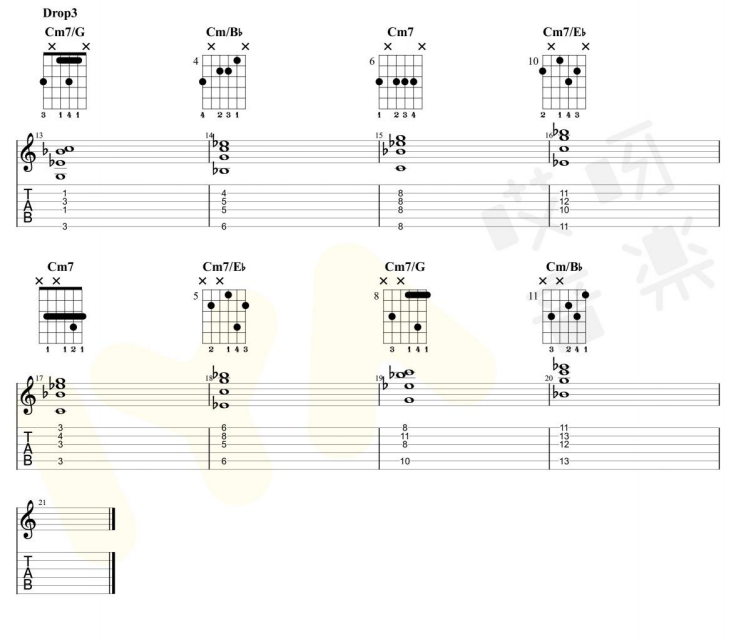 Drop3
Cm7/G Cm/B♭ Cm7 Cm7/E♭
× × × × × × × ×
4 6 10
3 1 4 1 4 2 3 1 1 2 3 4 2 1 4 3
13 14 15 16
T A B
1 4 8 11
3 5 8 12
1 5 8 10
3 6 8 11
Cm7 Cm7/E♭ Cm7/G Cm/B♭
× × × × × × × ×
5 8 11
1 1 2 1 2 1 4 3 3 1 4 1 3 2 4 1
17 18 19 20
T A B
3 6 8 11
4 8 11 13
3 5 8 12
3 6 10 13
21
T A B
哎呀音楽